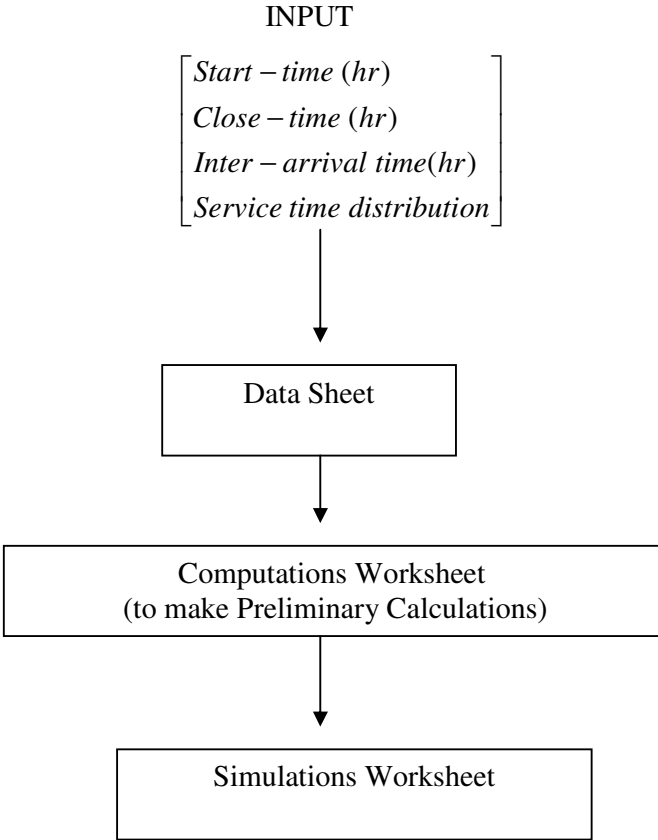 INPUT
Start − time (hr)
Close − time (hr)
Inter − arrival time(hr)
Service time distribution
Data Sheet
Computations Worksheet
(to make Preliminary Calculations)
Simulations Worksheet